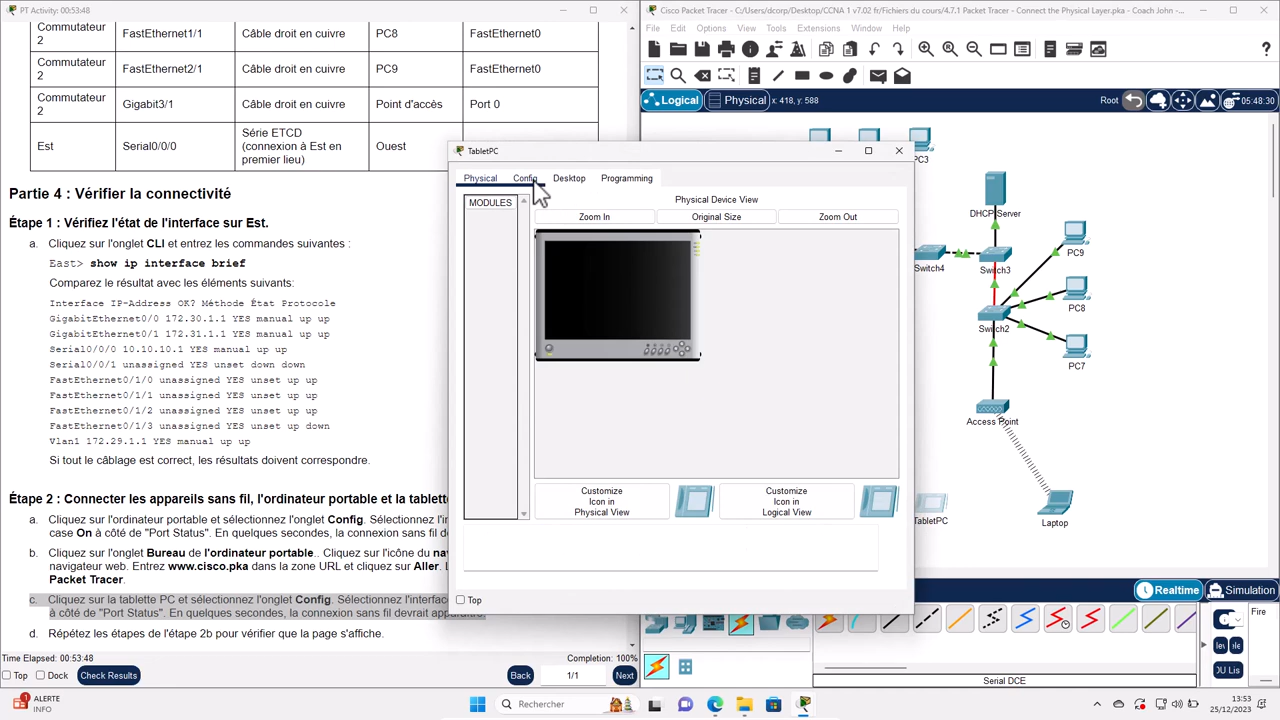 PT Activity: 00:53:48
Commutateur 2 FastEthernet1/1 Câble droit en cuivre PC8 FastEthernet0
Commutateur 2 FastEthernet2/1 Câble droit en cuivre PC9 FastEthernet0
Commutateur 2 Gigabit3/1 Câble droit en cuivre Point d'accès Port 0
Est Serial0/0/0 Série ETCD (connexion à Est en premier lieu) Ouest
Partie 4 : Vérifier la connectivité
Étape 1 : Vérifiez l'état de l'interface sur Est.
a. Cliquez sur l'onglet CLI et entrez les commandes suivantes :
East> show ip interface brief
Comparez le résultat avec les éléments suivants:
Interface IP-Address OK? Méthode État Protocole
GigabitEthernet0/0 172.30.1.1 YES manual up up
GigabitEthernet0/1 172.31.1.1 YES manual up up
Serial0/0/0 10.10.10.1 YES manual up up
Serial0/0/1 unassigned YES unset down down
FastEthernet0/1/0 unassigned YES unset up up
FastEthernet0/1/1 unassigned YES unset up up
FastEthernet0/1/2 unassigned YES unset up up
FastEthernet0/1/3 unassigned YES unset up down
Vlan1 172.29.1.1 YES manual up up
Si tout le câblage est correct, les résultats doivent correspondre.
Étape 2 : Connecter les appareils sans fil, l'ordinateur portable et la tablette
a. Cliquez sur l'ordinateur portable et sélectionnez l'onglet Config. Sélectionnez l'i
case On à côté de "Port Status". En quelques secondes, la connexion sans fil de
b. Cliquez sur l'onglet Bureau de l'ordinateur portable.. Cliquez sur l'icône du na
navigateur web. Entrez www.cisco.pka dans la zone URL et cliquez sur Aller. L
Packet Tracer.
c. Cliquez sur la tablette PC et sélectionnez l'onglet Config. Sélectionnez l'interfac
à côté de "Port Status". En quelques secondes, la connexion sans fil devrait apparaître.
d. Répétez les étapes de l'étape 2b pour vérifier que la page s'affiche.
Time Elapsed: 00:53:48 Completion: 100%
Top Dock Check Results Back 1/1 Next
Cisco Packet Tracer - C:/Users/dcorp/Desktop/CCNA 1 v7.02 fr/Fichiers du cours/4.7.1 Packet Tracer - Connect the Physical Layer.pka - Coach John -
File Edit Options View Tools Extensions Window Help
Logical Physical x: 418, y: 588 Root 05:48:30
PC3
DHCP Server
PC9
Switch4
Switch3
PC8
Switch2
PC7
Access Point
TabletPC
Laptop
TabletPC
Physical Config Desktop Programming
MODULES
Physical Device View
Zoom In Original Size Zoom Out
Customize
Icon in
Physical View
Customize
Icon in
Logical View
Top
Realtime Simulation
Fire
Serial DCE
ALERTE
INFO
Rechercher
13:53
25/12/2023